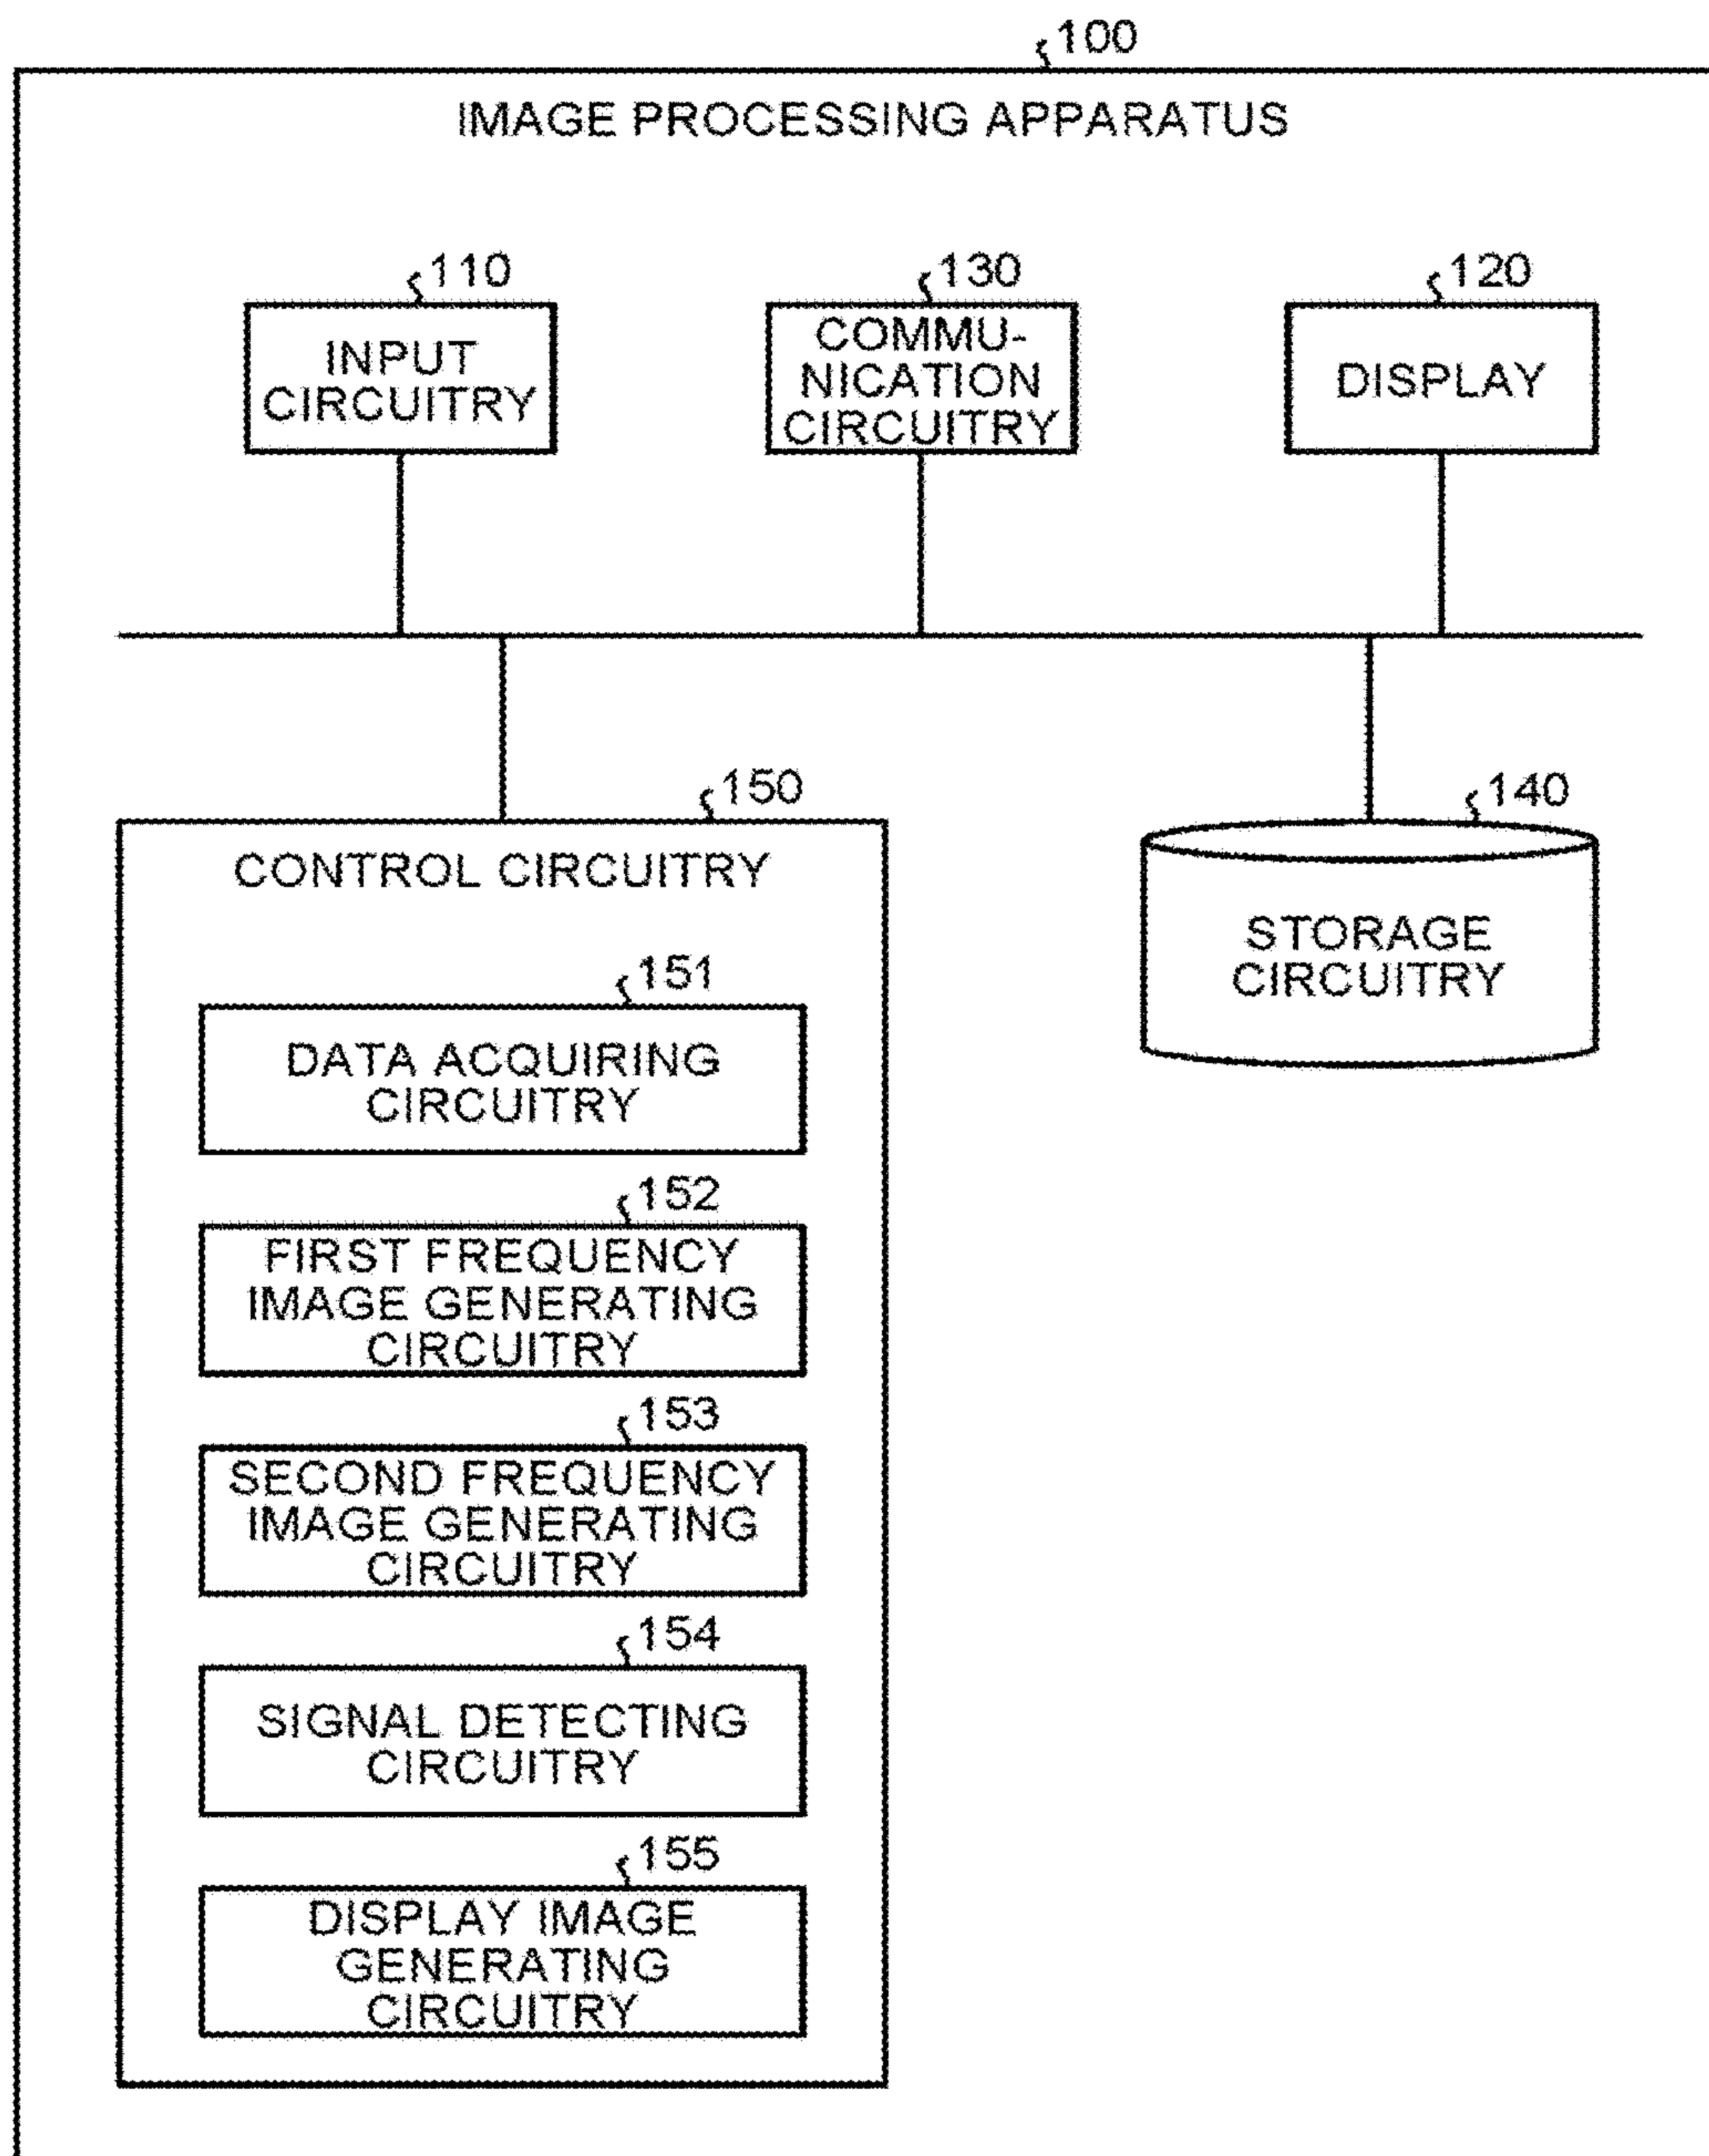 100
IMAGE PROCESSING APPARATUS
110
INPUT
CIRCUITRY
130
COMMU-
NICATION
CIRCUITRY
120
DISPLAY
150
CONTROL CIRCUITRY
151
DATA ACQUIRING
CIRCUITRY
152
FIRST FREQUENCY
IMAGE GENERATING
CIRCUITRY
153
SECOND FREQUENCY
IMAGE GENERATING
CIRCUITRY
154
SIGNAL DETECTING
CIRCUITRY
155
DISPLAY IMAGE
GENERATING
CIRCUITRY
140
STORAGE
CIRCUITRY